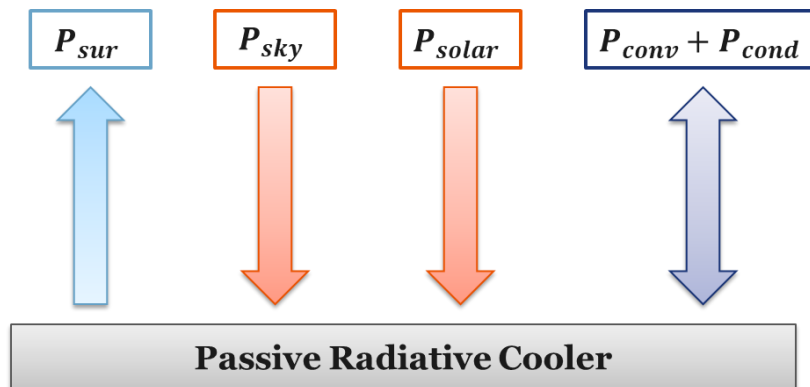 P_sur
P_sky
P_solar
P_conv + P_cond
Passive Radiative Cooler